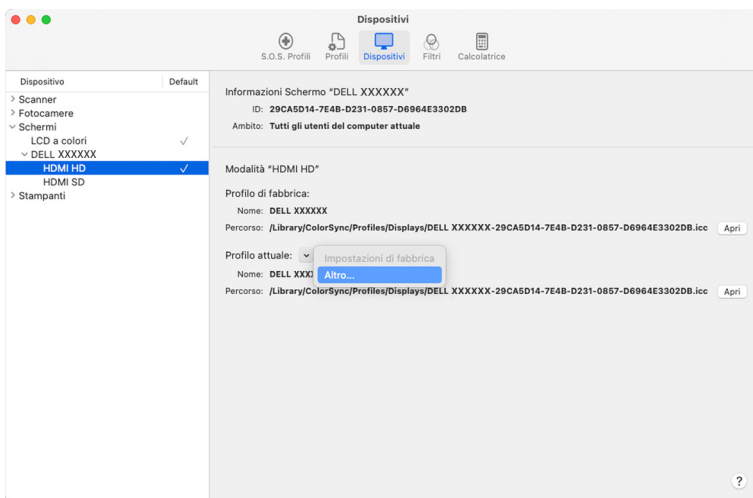 Dispositivi
S.O.S. Profili Profili Dispositivi Filtri Calcolatrice
Dispositivo Default
Scanner
Fotocamere
Schermi
LCD a colori
DELL XXXXXX
HDMI HD
HDMI SD
Stampanti
Informazioni Schermo “DELL XXXXXX”
ID: 29CA5D14-7E4B-D231-0857-D6964E3302DB
Ambito: Tutti gli utenti del computer attuale
Modalità “HDMI HD”
Profilo di fabbrica:
Nome: DELL XXXXXX
Percorso: /Library/ColorSync/Profiles/Displays/DELL XXXXXX-29CA5D14-7E4B-D231-0857-D6964E3302DB.icc Apri
Profilo attuale: Impostazioni di fabbrica
Nome: DELL XXX Altro...
Percorso: /Library/ColorSync/Profiles/Displays/DELL XXXXXX-29CA5D14-7E4B-D231-0857-D6964E3302DB.icc Apri
?